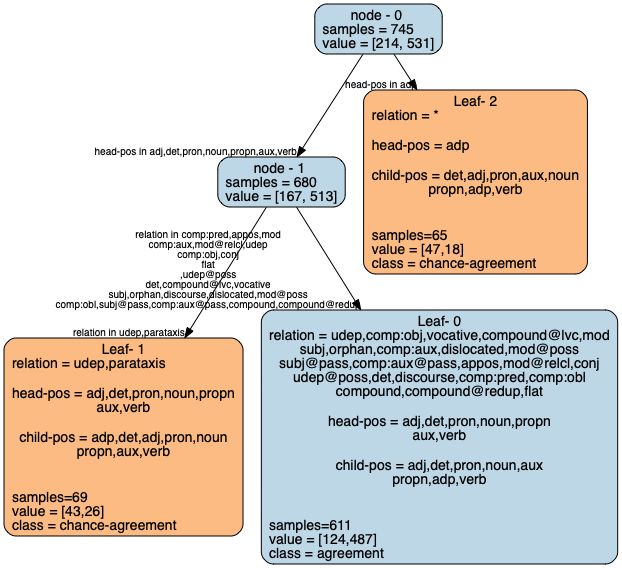 node - 0
samples = 745
value = [214, 531]
head-pos in adp
Leaf- 2
relation = *
head-pos = adp
child-pos = det,adj,pron,aux,noun
propn,adp,verb
samples=65
value = [47,18]
class = chance-agreement
head-pos in adj,det,pron,noun,propn,aux,verb
node - 1
samples = 680
value = [167, 513]
relation in comp:pred,appos,mod
comp:aux,mod@relcl,udep
comp:obj,conj
flat
,udep@poss
det,compound@lvc,vocative
subj,orphan,discourse,dislocated,mod@poss
comp:obl,subj@pass,comp:aux@pass,compound,compound@redup
relation in udep,parataxis
Leaf- 1
relation = udep,parataxis
head-pos = adj,det,pron,noun,propn
aux,verb
child-pos = adp,det,adj,pron,noun
propn,aux,verb
samples=69
value = [43,26]
class = chance-agreement
Leaf- 0
relation = udep,comp:obj,vocative,compound@lvc,mod
subj,orphan,comp:aux,dislocated,mod@poss
subj@pass,comp:aux@pass,appos,mod@relcl,conj
udep@poss,det,discourse,comp:pred,comp:obl
compound,compound@redup,flat
head-pos = adj,det,pron,noun,propn
aux,verb
child-pos = adj,det,pron,noun,aux
propn,adp,verb
samples=611
value = [124,487]
class = agreement